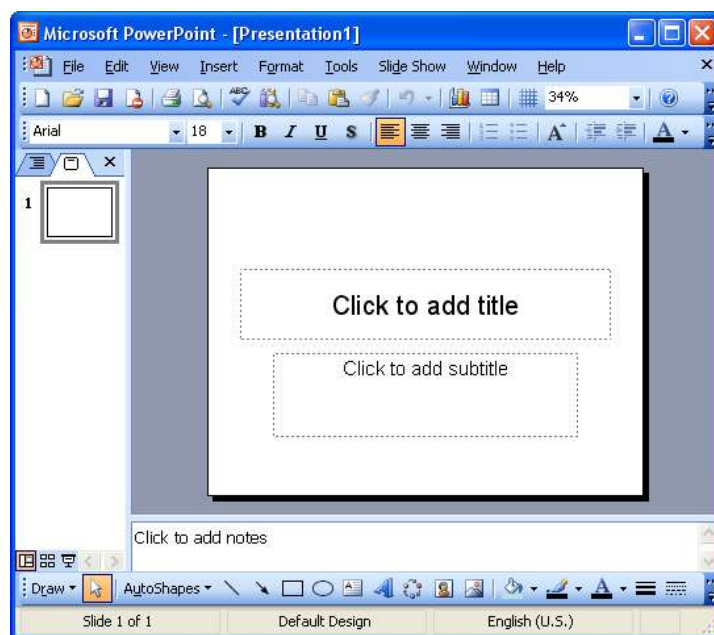 Microsoft PowerPoint - [Presentation1]
File Edit View Insert Format Tools Slide Show Window Help
ABC 34%
Arial 18 B I U S A A
1
Click to add title
Click to add subtitle
Click to add notes
Draw AutoShapes A A
Slide 1 of 1 Default Design English (U.S.)